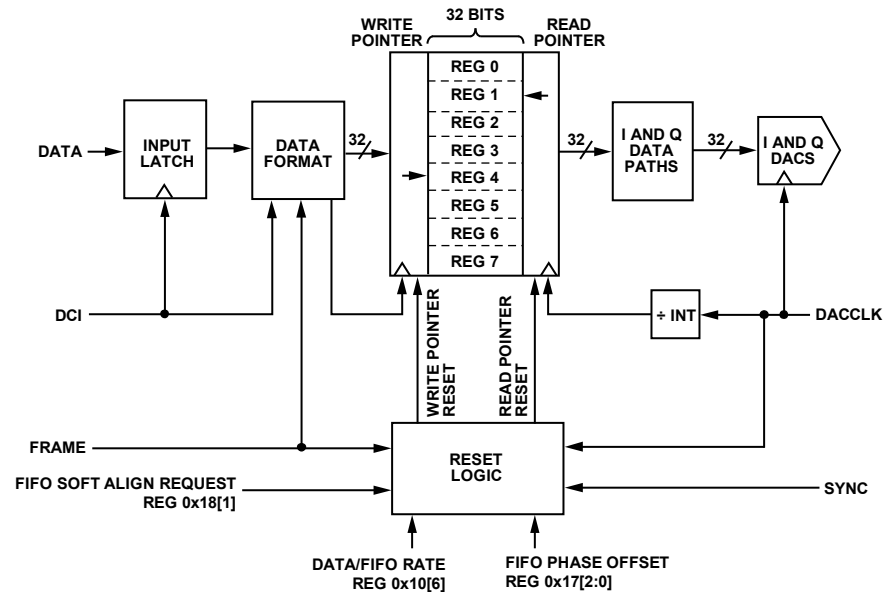 WRITE
POINTER
32 BITS
READ
POINTER
REG 0
REG 1
REG 2
REG 3
REG 4
REG 5
REG 6
REG 7
DATA
INPUT
LATCH
DATA
FORMAT
32
32
I AND Q
DATA
PATHS
32
I AND Q
DACS
DCI
÷ INT
DACCLK
WRITE POINTER
RESET
READ POINTER
RESET
FRAME
RESET
LOGIC
FIFO SOFT ALIGN REQUEST
REG 0x18[1]
SYNC
DATA/FIFO RATE
REG 0x10[6]
FIFO PHASE OFFSET
REG 0x17[2:0]